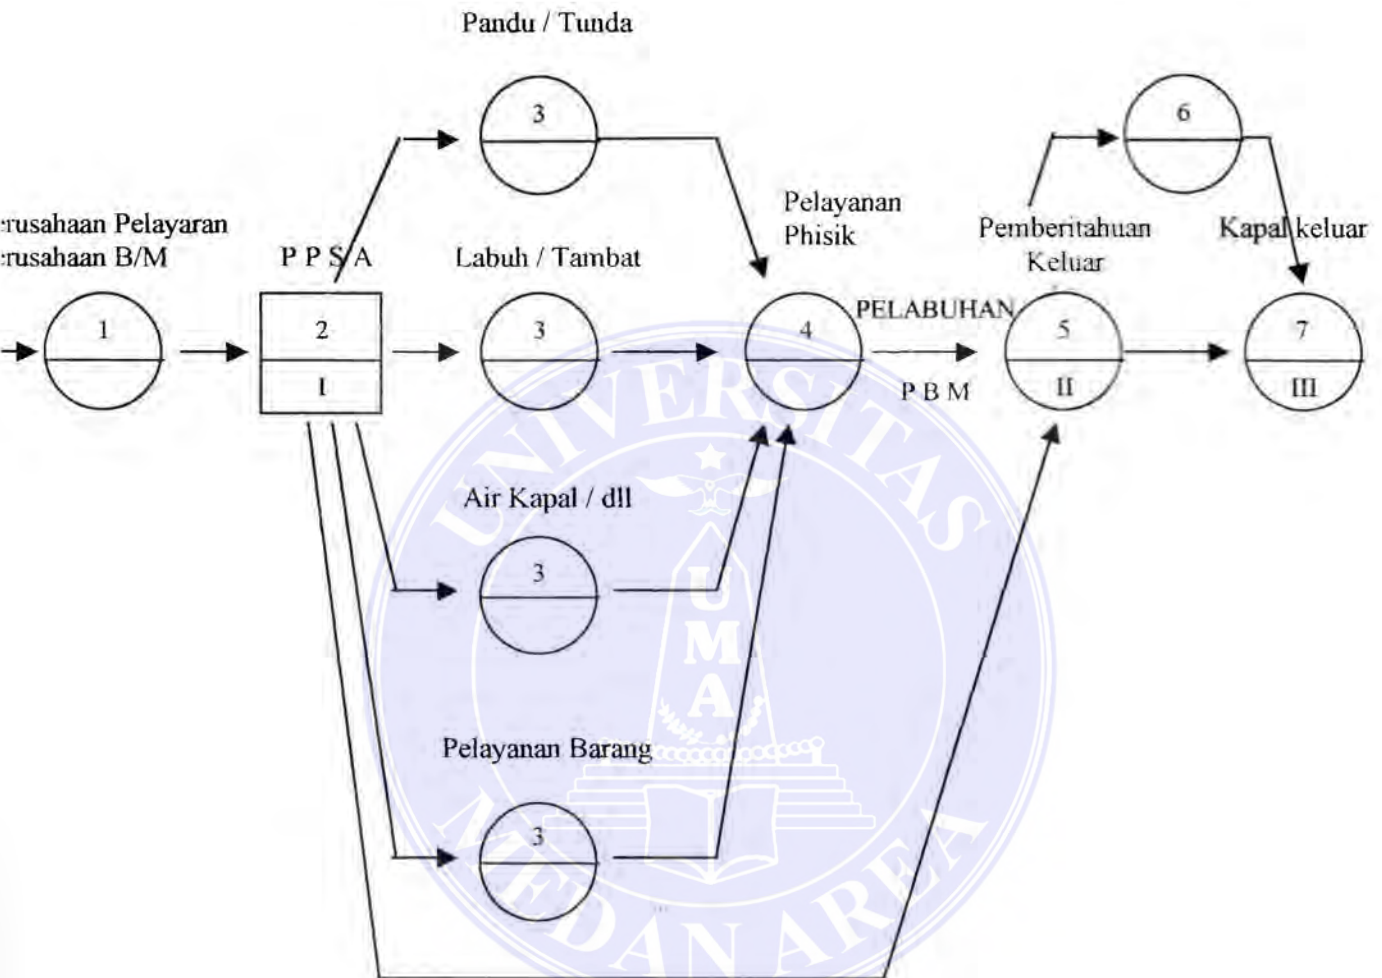 Pandu / Tunda
3
6
Pelayanan
Phisik
erusahaan Pelayaran
erusahaan B/M
P P S A
Labuh / Tambat
Pemberitahuan
Keluar
Kapal keluar
1
2
I
3
4
PELABUHAN
P B M
5
II
7
III
Air Kapal / dll
3
Pelayanan Barang
3
UNIVERSITAS
MEDAN AREA
U
M
A